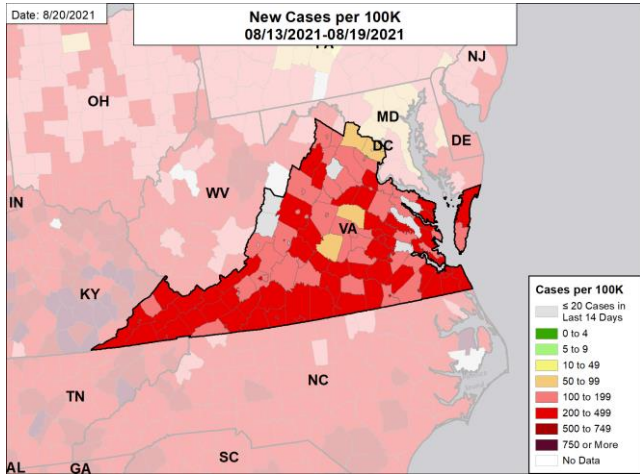 Date: 8/20/2021
New Cases per 100K
08/13/2021-08/19/2021
PA
NJ
OH
MD
DC
DE
WV
IN
VA
KY
Cases per 100K
≤ 20 Cases in
Last 14 Days
0 to 4
5 to 9
10 to 49
50 to 99
100 to 199
200 to 499
500 to 749
750 or More
No Data
TN
NC
SC
AL
GA